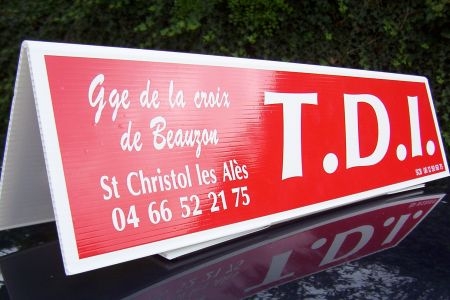 Gge de la croix
de Beauzon
St Christol les Alès
04 66 52 21 75
T.D.I.